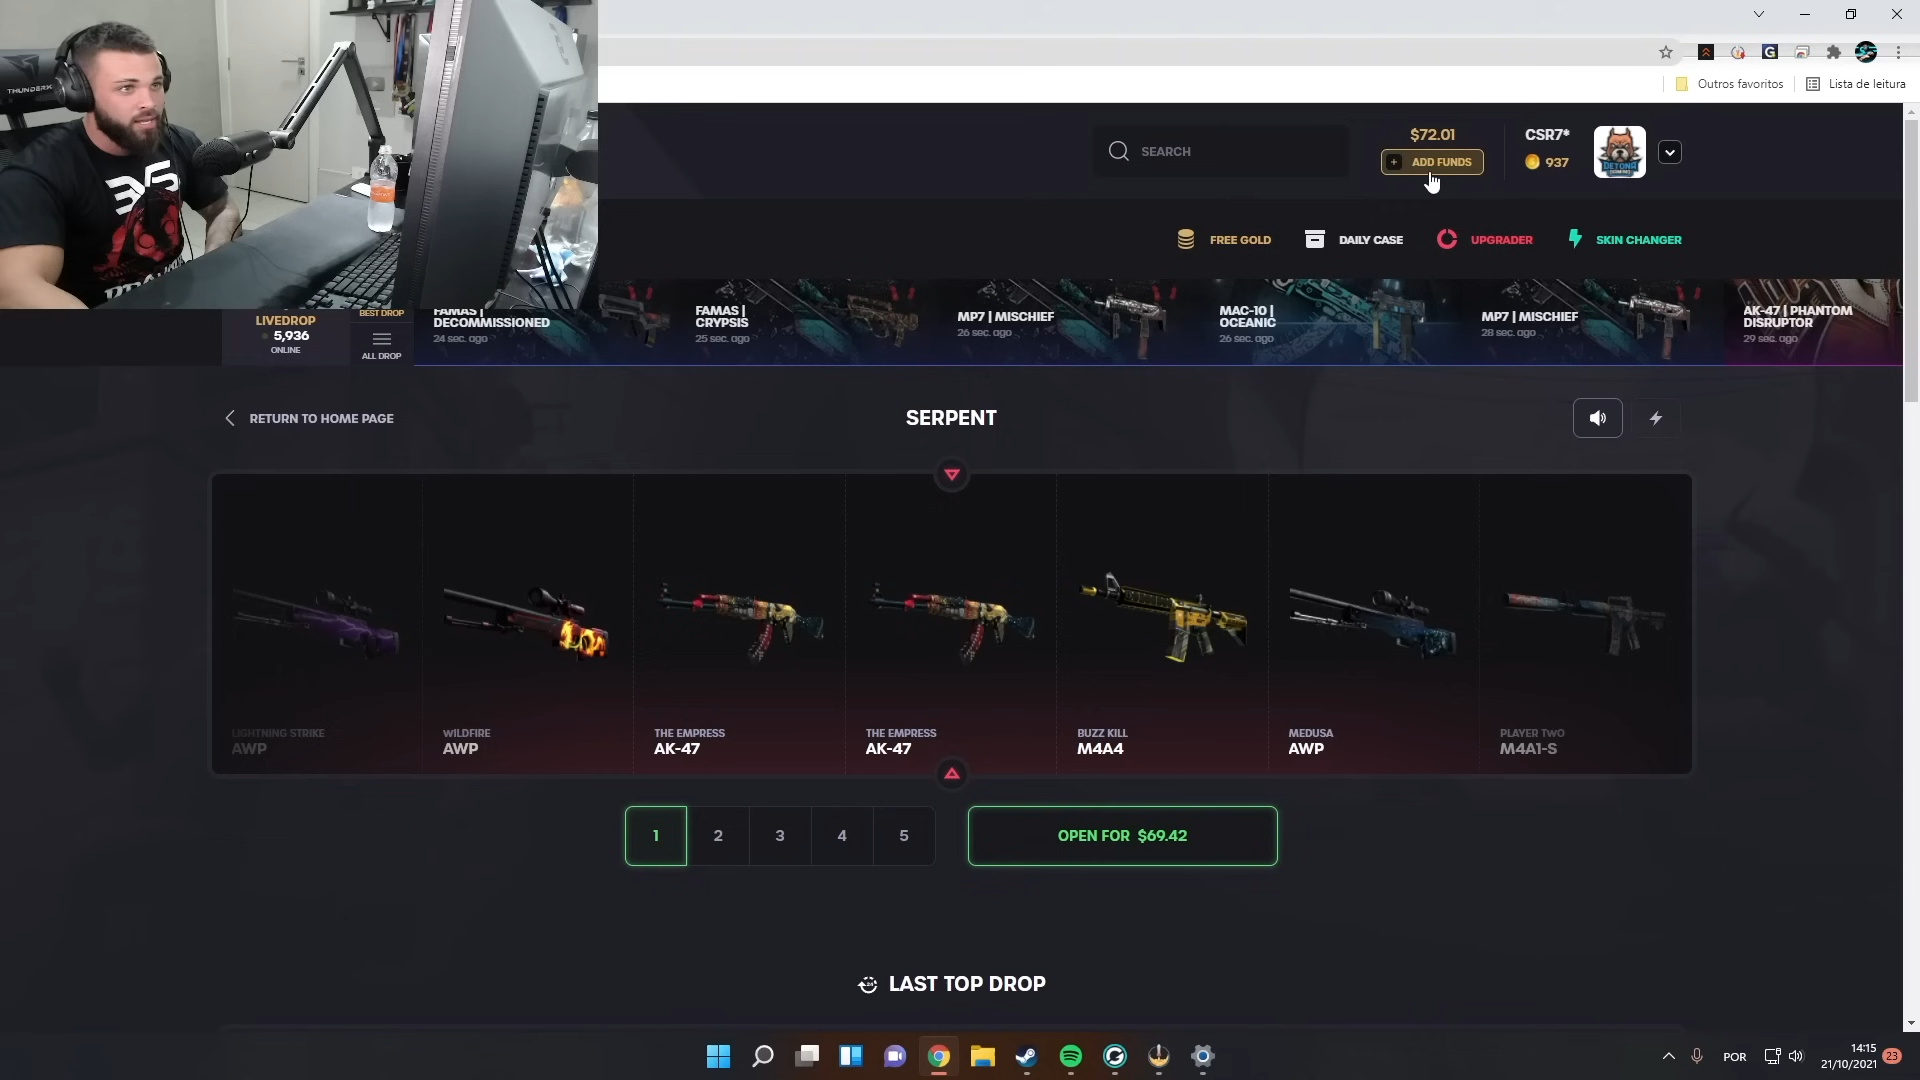 THUNDERX
Outros favoritos
Lista de leitura
SEARCH
$72.01
+ ADD FUNDS
CSR7*
937
DETONA
FREE GOLD
DAILY CASE
UPGRADER
SKIN CHANGER
LIVEDROP
5,936
ONLINE
BEST DROP
ALL DROP
FAMAS |
DECOMMISSIONED
24 sec. ago
FAMAS |
CRYPSIS
25 sec. ago
MP7 | MISCHIEF
26 sec. ago
MAC-10 |
OCEANIC
26 sec. ago
MP7 | MISCHIEF
28 sec. ago
AK-47 | PHANTOM
DISRUPTOR
29 sec. ago
RETURN TO HOME PAGE
SERPENT
LIGHTNING STRIKE
AWP
WILDFIRE
AWP
THE EMPRESS
AK-47
THE EMPRESS
AK-47
BUZZ KILL
M4A4
MEDUSA
AWP
PLAYER TWO
M4A1-S
1
2
3
4
5
OPEN FOR $69.42
24
LAST TOP DROP
POR
14:15
21/10/2021
23